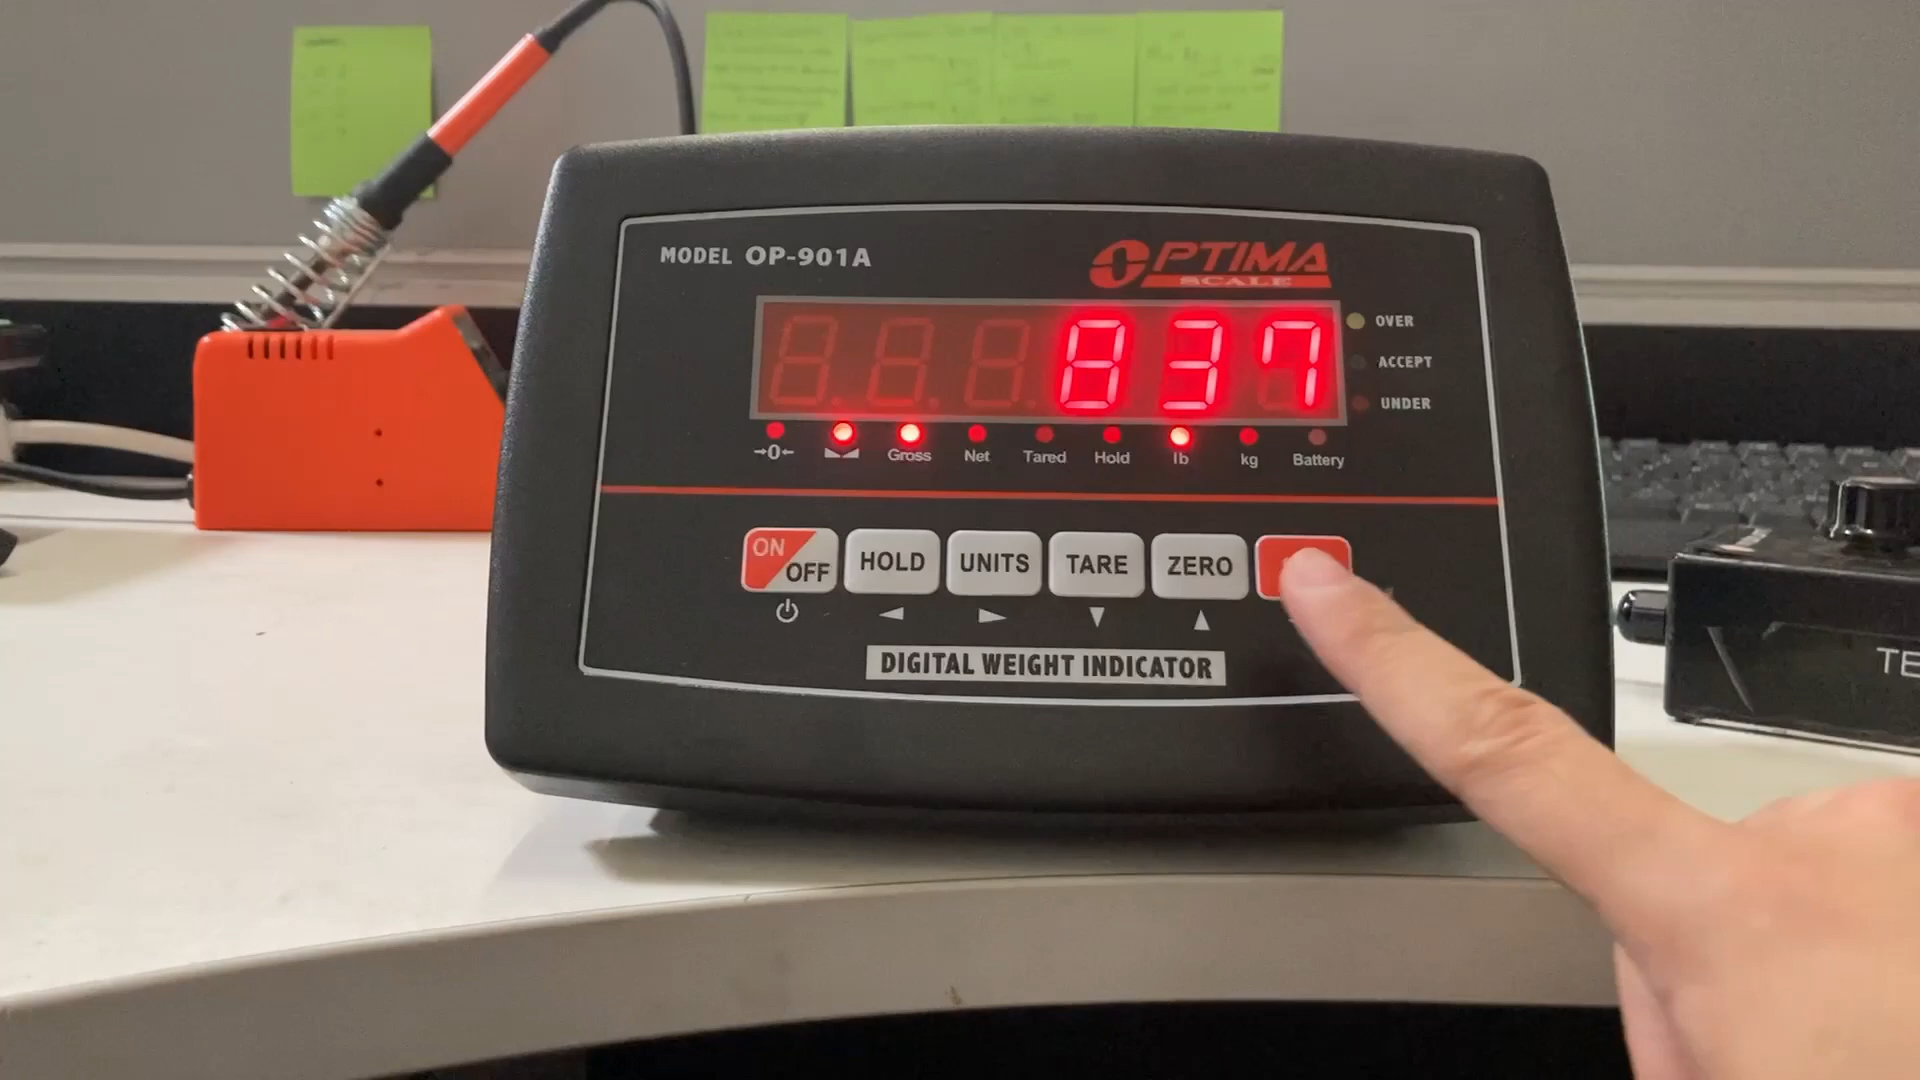 MODEL OP-901A
OPTIMA
SCALE
837
OVER
ACCEPT
UNDER
→0← Gross Net Tared Hold lb kg Battery
ON
OFF
HOLD
UNITS
TARE
ZERO
DIGITAL WEIGHT INDICATOR
TE